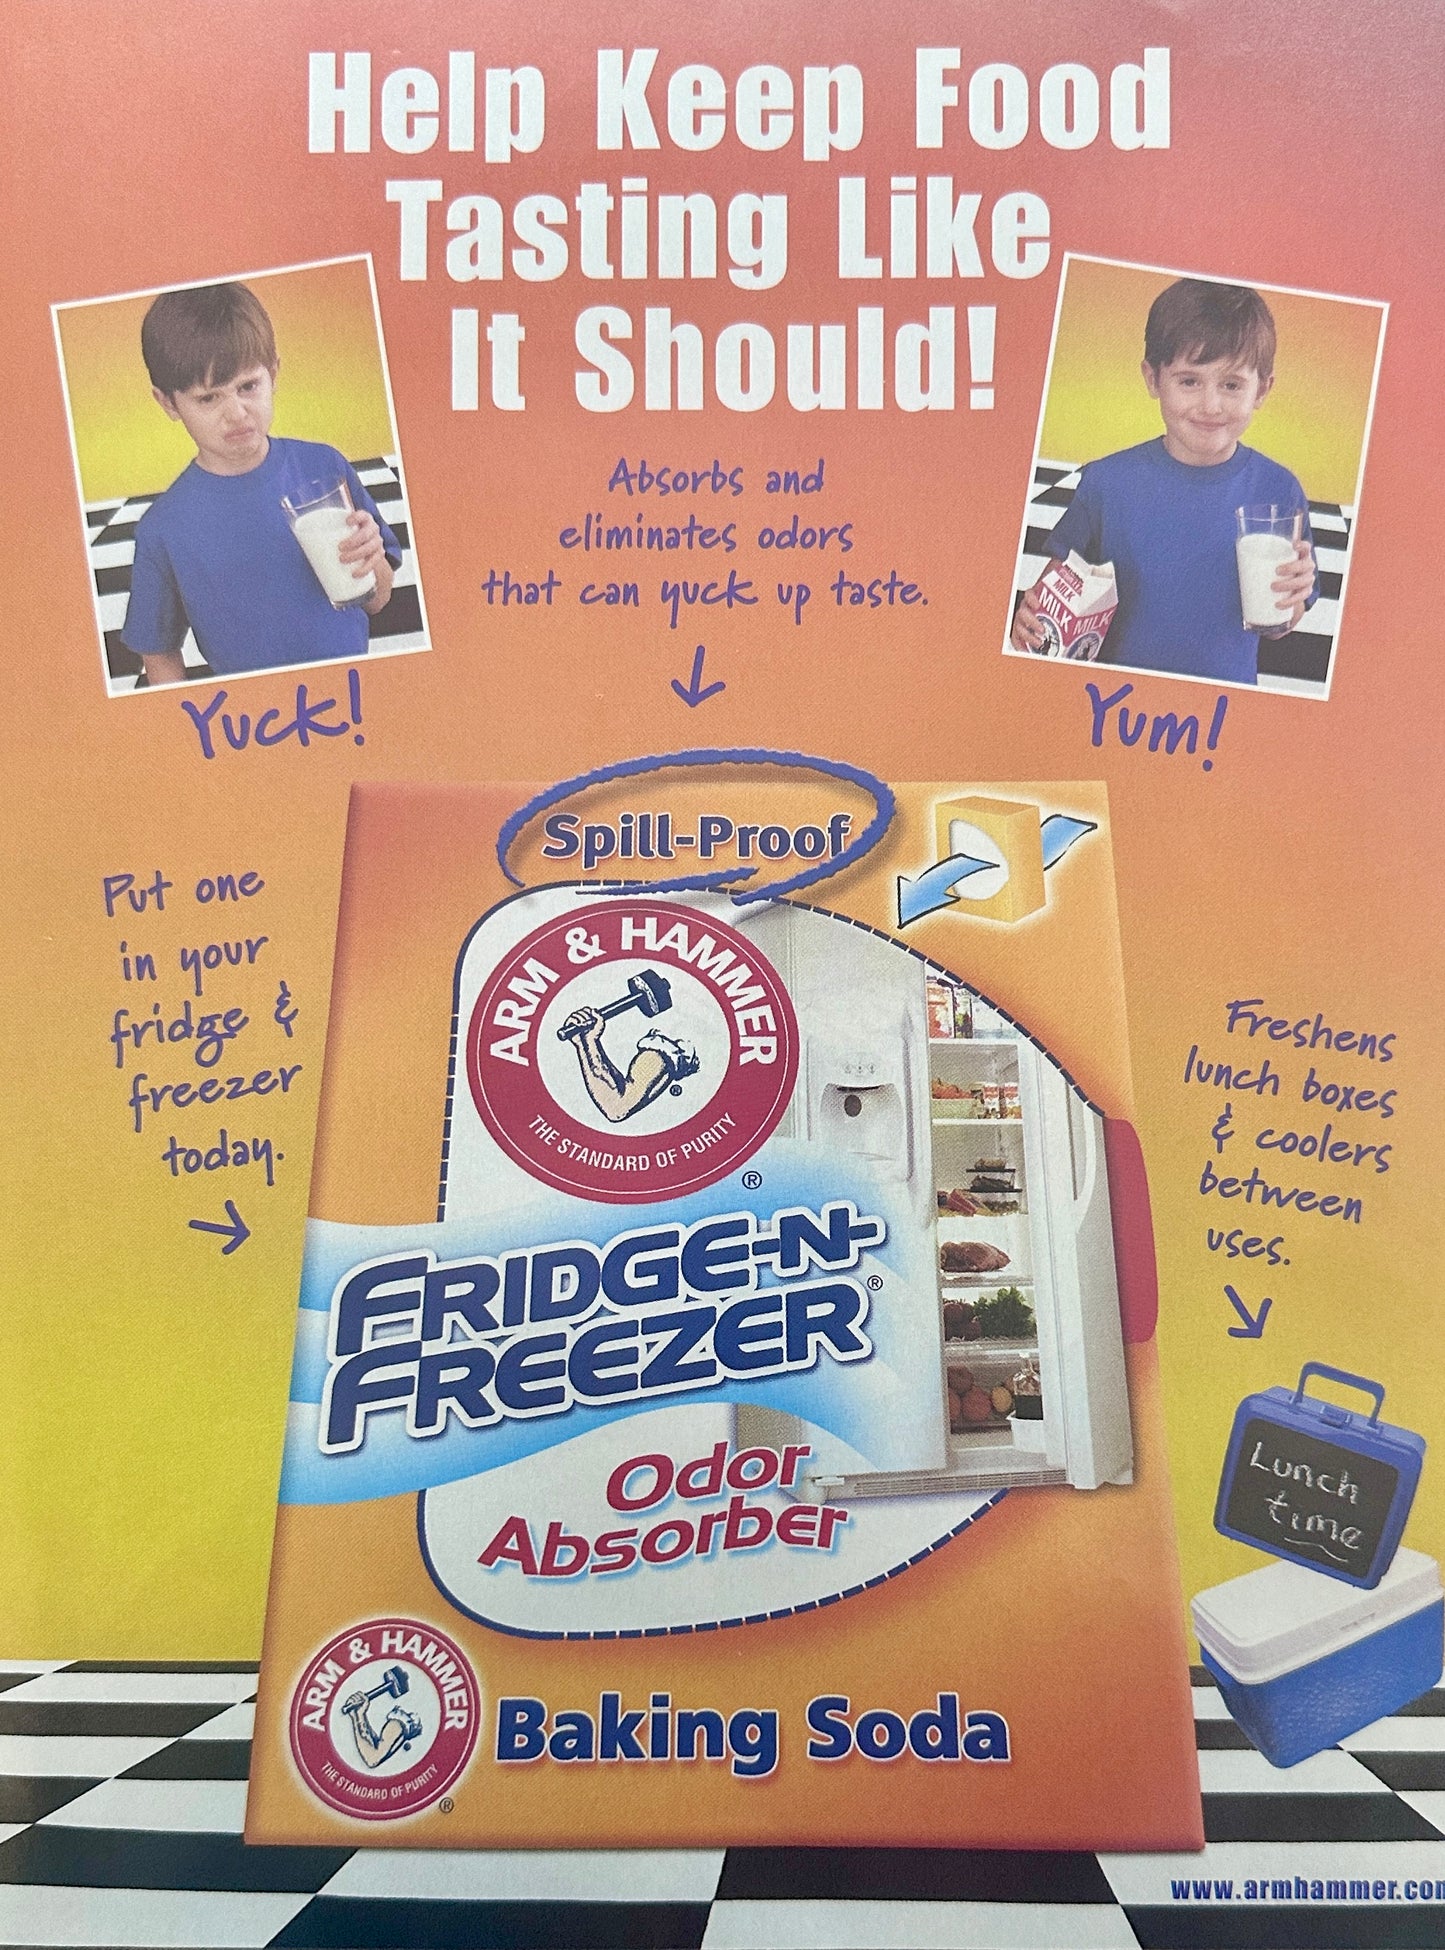 Help Keep Food
Tasting Like
It Should!
Absorbs and
eliminates odors
that can yuck up taste.
MILK
MILK
MILK
Yuck!
Yum!
Spill-Proof
Put one
in your
fridge &
freezer
today.
ARM & HAMMER
®
THE STANDARD OF PURITY
®
FRIDGE-N-
FREEZER®
Odor
Absorber
Freshens
lunch boxes
& coolers
between
uses.
Lunch
time
ARM & HAMMER
®
THE STANDARD OF PURITY
®
Baking Soda
www.armhammer.com